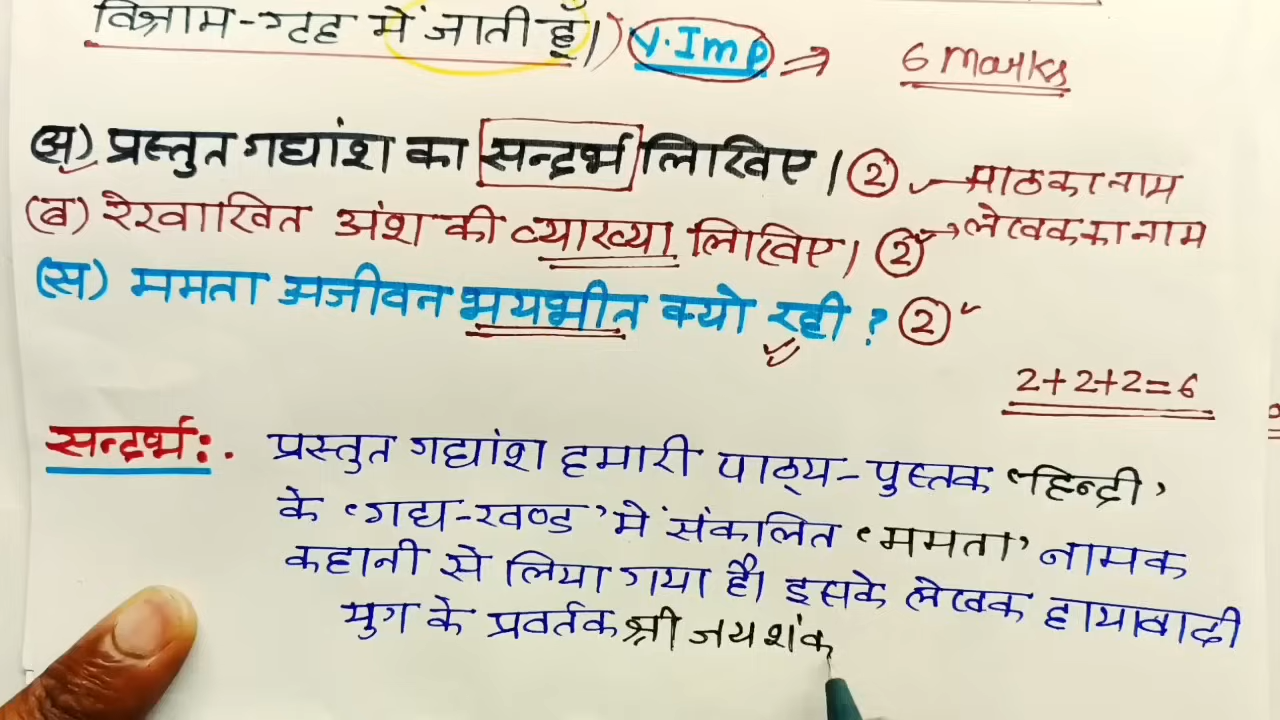 विश्राम-गृह में जाती हूँ।) V.Imp ⇒ 6 Marks
(अ) प्रस्तुत गद्यांश का सन्दर्भ लिखिए। (2) → पाठ का नाम
(ब) रेखाखित अंश की व्याख्या लिखिए। (2) → लेखक का नाम
(स) ममता अजीवन भयभीत क्यो रही ? (2)
2+2+2=6
सन्दर्भ:. प्रस्तुत गद्यांश हमारी पाठ्य-पुस्तक 'हिन्दी'
के 'गद्य-खण्ड' में संकलित 'ममता' नामक
कहानी से लिया गया है। इसके लेखक छायावादी
युग के प्रवर्तक श्री जयशंक